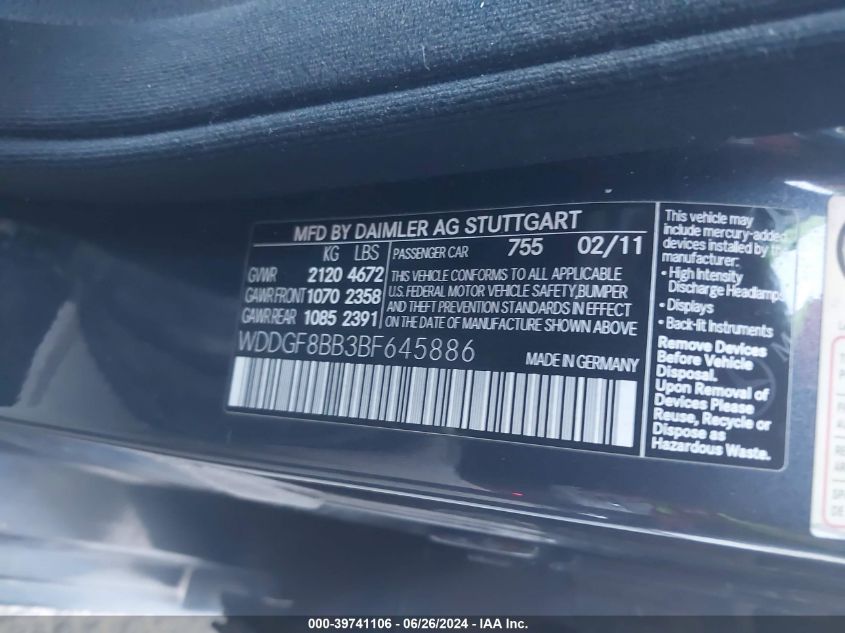 MFD BY DAIMLER AG STUTTGART
KG LBS
GVWR 2120 4672
GAWR FRONT 1070 2358
GAWR REAR 1085 2391
PASSENGER CAR 755 02/11
THIS VEHICLE CONFORMS TO ALL APPLICABLE
U.S. FEDERAL MOTOR VEHICLE SAFETY,BUMPER
AND THEFT PREVENTION STANDARDS IN EFFECT
ON THE DATE OF MANUFACTURE SHOWN ABOVE
WDDGF8BB3BF645886
MADE IN GERMANY
This vehicle may
include mercury-added
devices installed by the
manufacturer:
• High Intensity
Discharge Headlamps
• Displays
• Back-lit Instruments
Remove Devices
Before Vehicle
Disposal.
Upon Removal of
Devices Please
Reuse, Recycle or
Dispose as
Hazardous Waste.
000-39741106 / 06/26/2024 - IAA Inc.